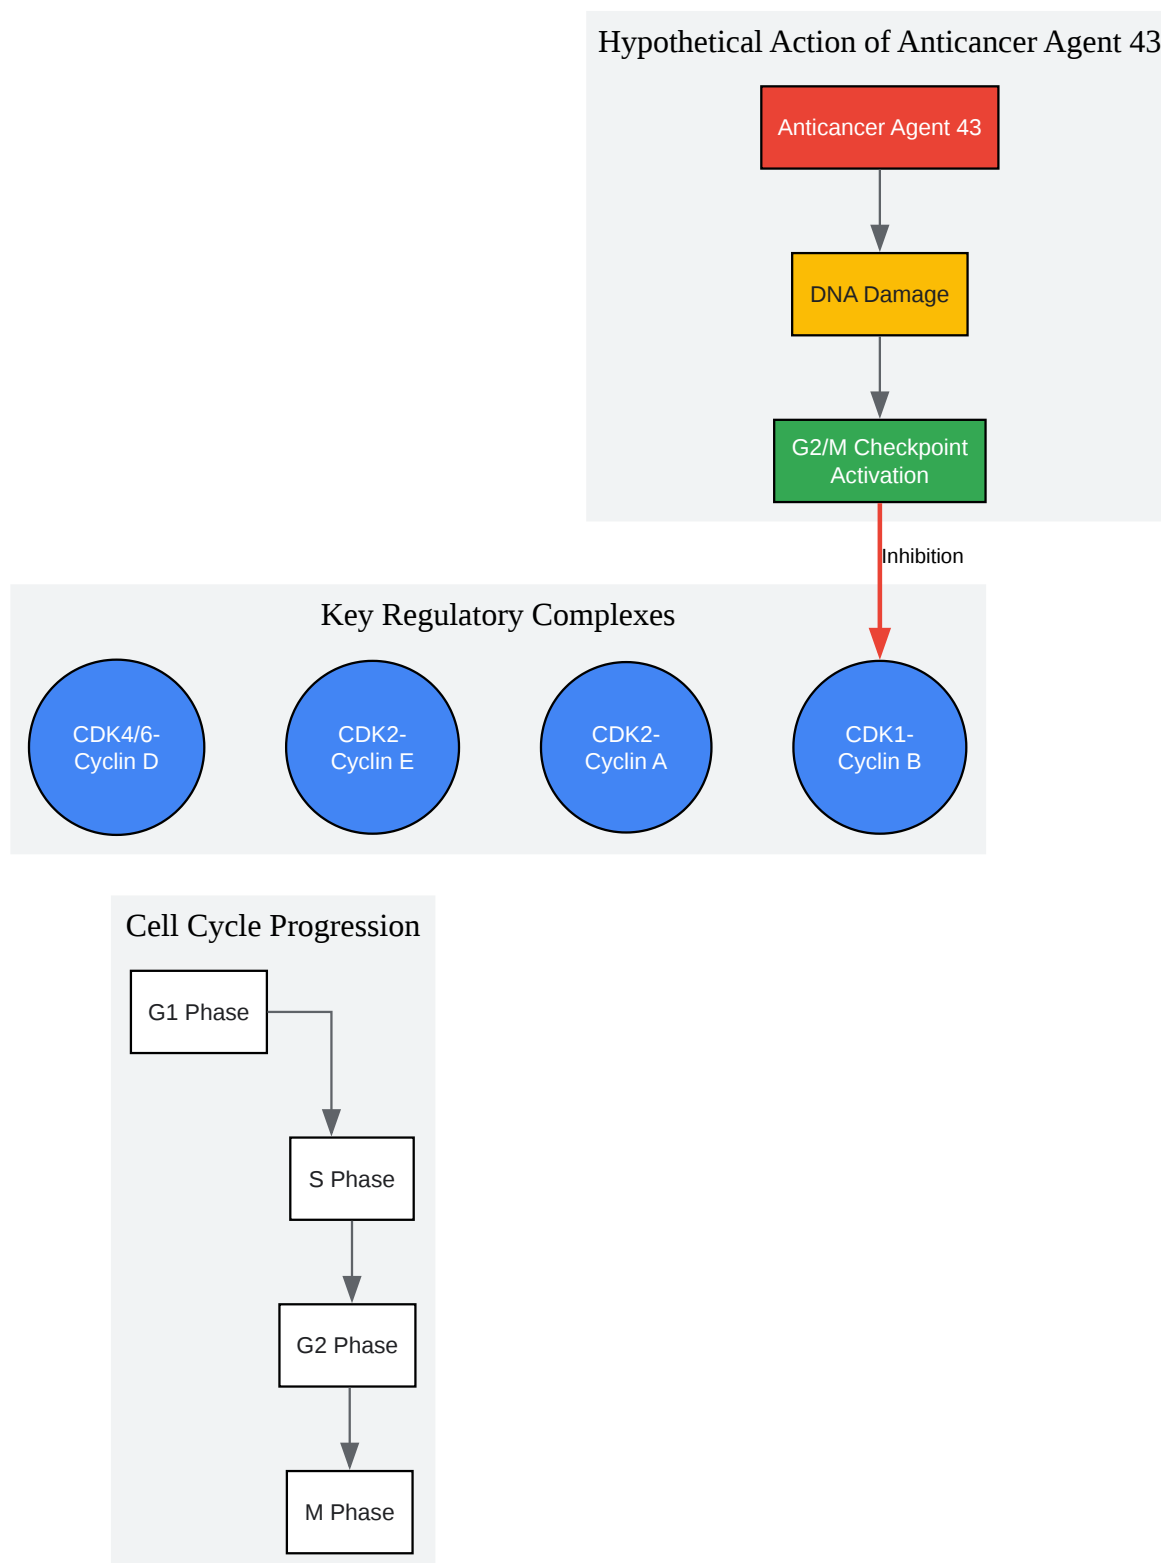 Hypothetical Action of Anticancer Agent 43
Anticancer Agent 43
DNA Damage
G2/M Checkpoint
Activation
Inhibition
Key Regulatory Complexes
CDK4/6-
Cyclin D
CDK2-
Cyclin E
CDK2-
Cyclin A
CDK1-
Cyclin B
Cell Cycle Progression
G1 Phase
S Phase
G2 Phase
M Phase